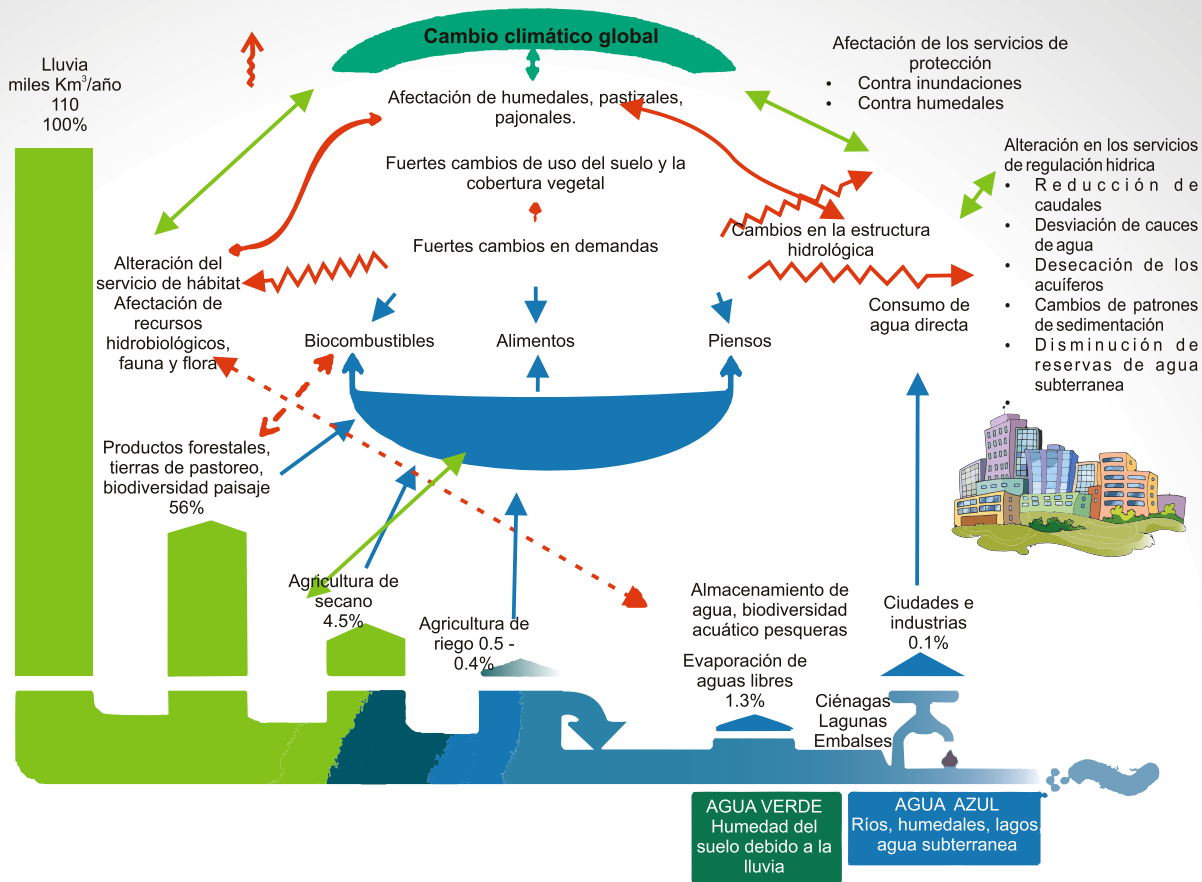 Cambio climático global
Lluvia
miles Km³/año
110
100%
Afectación de humedales, pastizales,
pajonales.
Fuertes cambios de uso del suelo y la
cobertura vegetal
Fuertes cambios en demandas
Afectación de los servicios de
protección
• Contra inundaciones
• Contra humedales
Alteración en los servicios
de regulación hidrica
• Reducción de
caudales
• Desviación de cauces
de agua
• Desecación de los
acuíferos
• Cambios de patrones
de sedimentación
• Disminución de
reservas de agua
subterranea
•
Cambios en la estructura
hidrológica
Consumo de
agua directa
Alteración del
servicio de hábitat
Afectación de
recursos
hidrobiológicos,
fauna y flora
Biocombustibles
Alimentos
Piensos
Productos forestales,
tierras de pastoreo,
biodiversidad paisaje
56%
Agricultura de
secano
4.5%
Agricultura de
riego 0.5 -
0.4%
Almacenamiento de
agua, biodiversidad
acuático pesqueras
Evaporación de
aguas libres
1.3%
Ciudades e
industrias
0.1%
Ciénagas
Lagunas
Embalses
AGUA VERDE
Humedad del
suelo debido a la
lluvia
AGUA AZUL
Ríos, humedales, lagos,
agua subterranea